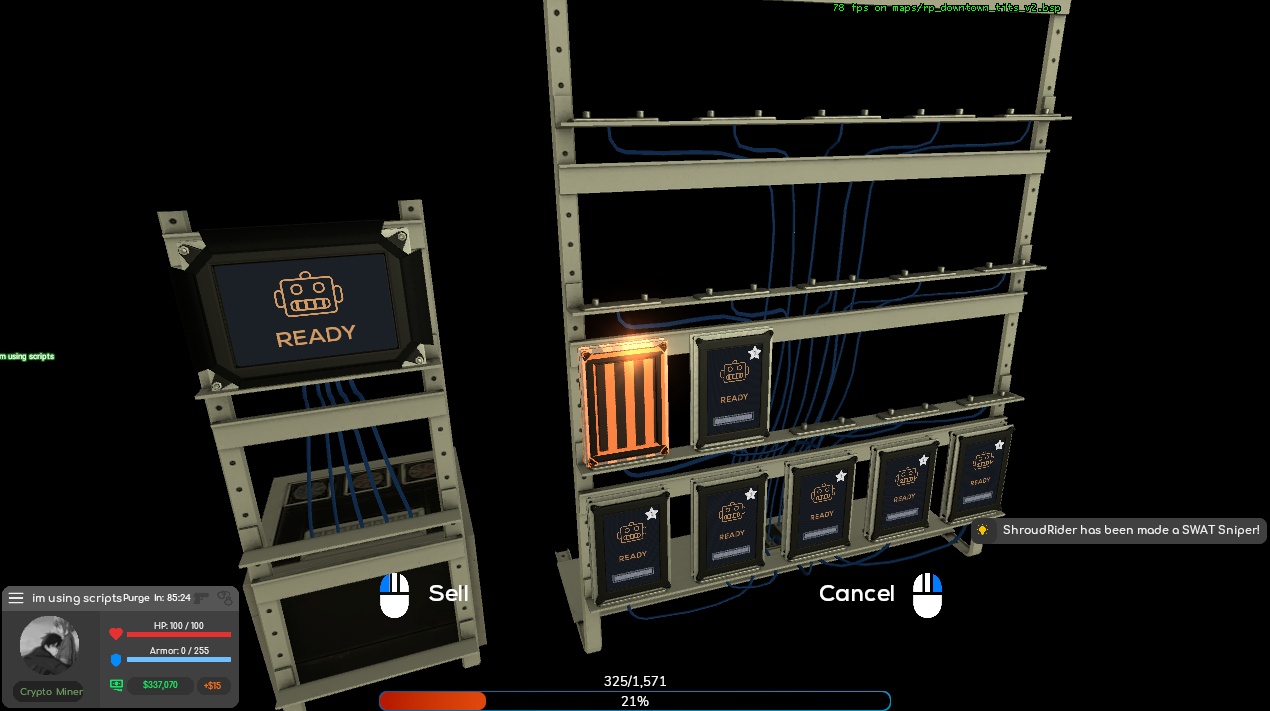 78 fps on maps/rp_downtown_tits_v2.bsp
READY
READY
READY
READY
READY
READY
READY
m using scripts
ShroudRider has been made a SWAT Sniper!
Sell
Cancel
im using scripts Purge In: 85:24
HP: 100 / 100
Armor: 0 / 255
Crypto Miner
$337,070
+$15
325/1,571
21%